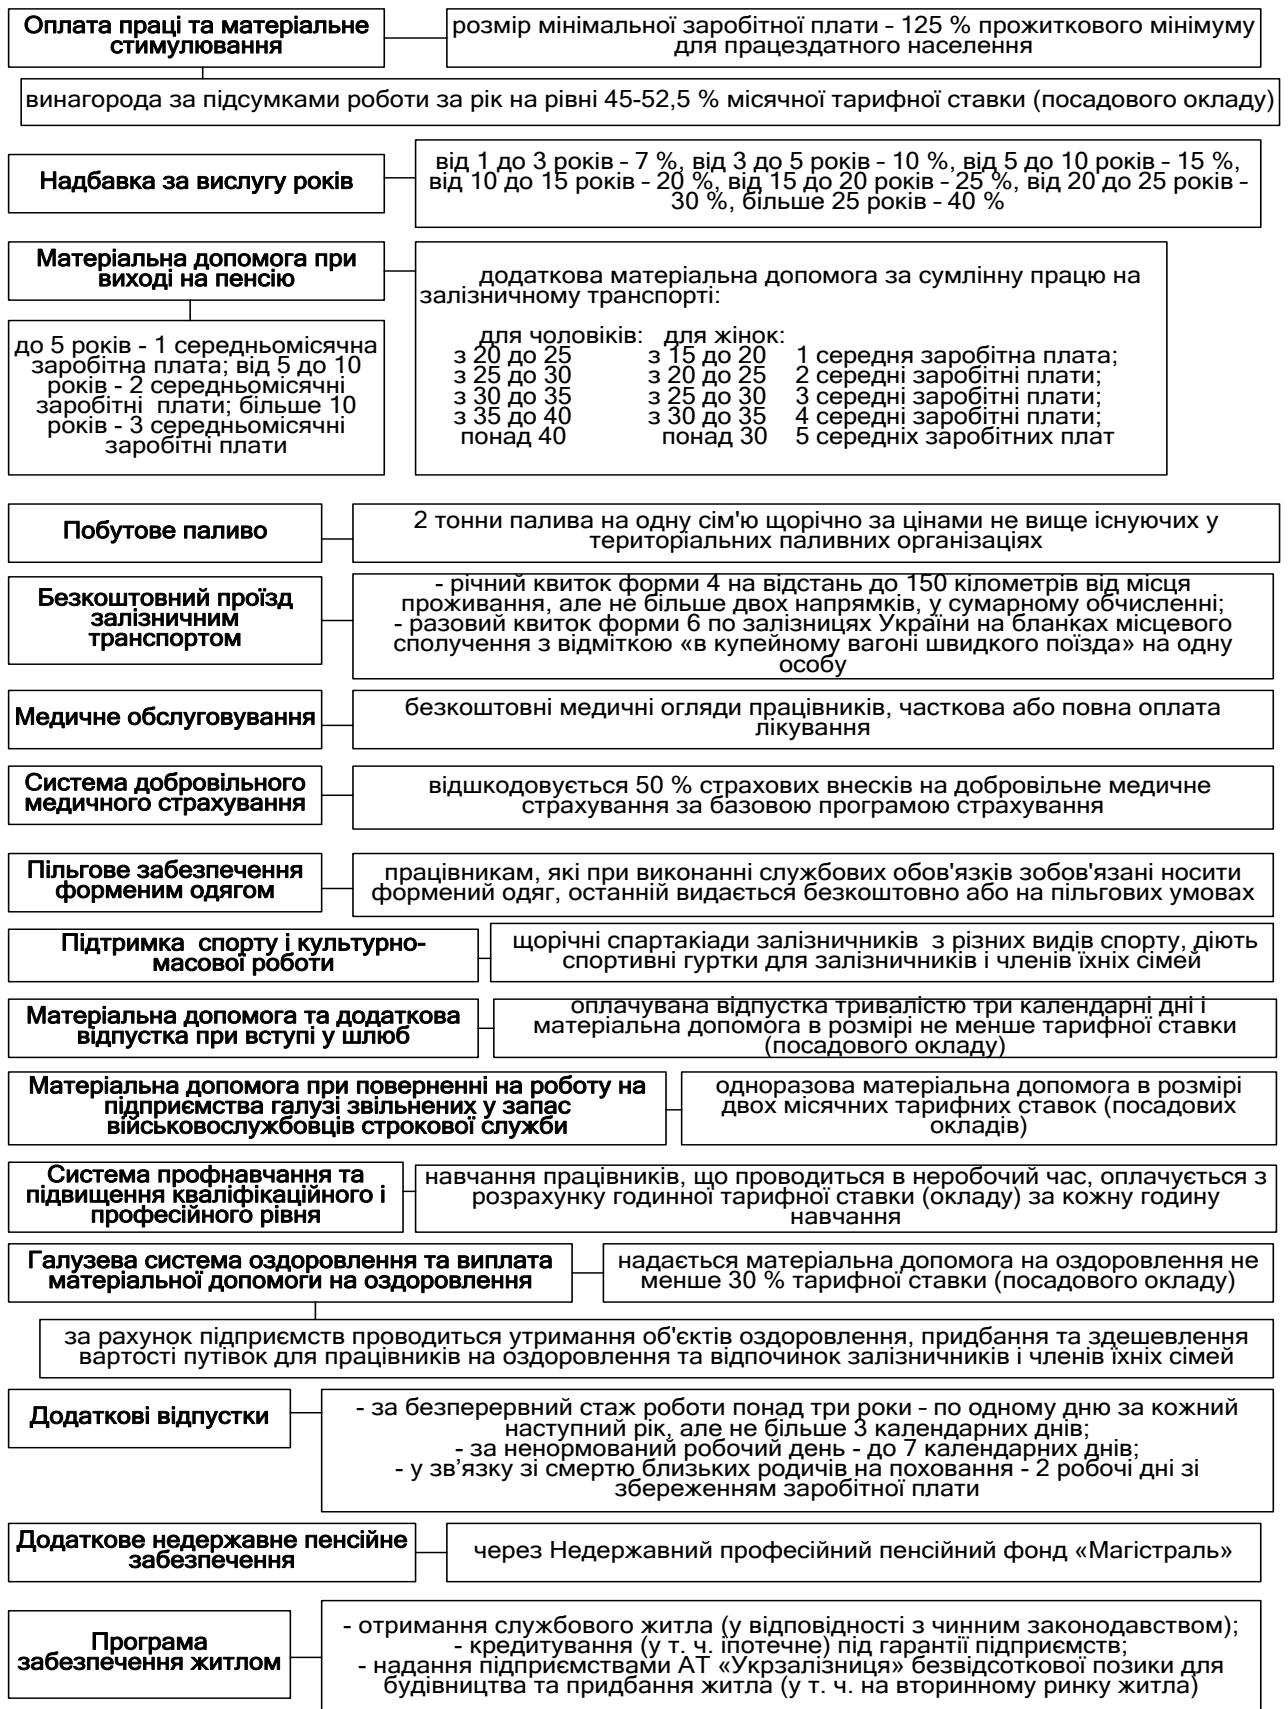 Оплата праці та матеріальне
стимулювання
розмір мінімальної заробітної плати – 125 % прожиткового мінімуму
для працездатного населення
винагорода за підсумками роботи за рік на рівні 45-52,5 % місячної тарифної ставки (посадового окладу)
Надбавка за вислугу років
від 1 до 3 років – 7 %, від 3 до 5 років – 10 %, від 5 до 10 років – 15 %,
від 10 до 15 років – 20 %, від 15 до 20 років – 25 %, від 20 до 25 років –
30 %, більше 25 років – 40 %
Матеріальна допомога при
виході на пенсію
до 5 років - 1 середньомісячна
заробітна плата; від 5 до 10
років - 2 середньомісячні
заробітні плати; більше 10
років - 3 середньомісячні
заробітні плати
додаткова матеріальна допомога за сумлінну працю на
залізничному транспорті:
для чоловіків: для жінок:
з 20 до 25 з 15 до 20 1 середня заробітна плата;
з 25 до 30 з 20 до 25 2 середні заробітні плати;
з 30 до 35 з 25 до 30 3 середні заробітні плати;
з 35 до 40 з 30 до 35 4 середні заробітні плати;
понад 40 понад 30 5 середніх заробітних плат
Побутове паливо
2 тонни палива на одну сім'ю щорічно за цінами не вище існуючих у
територіальних паливних організаціях
Безкоштовний проїзд
залізничним
транспортом
- річний квиток форми 4 на відстань до 150 кілометрів від місця
проживання, але не більше двох напрямків, у сумарному обчисленні;
- разовий квиток форми 6 по залізницях України на бланках місцевого
сполучення з відміткою «в купейному вагоні швидкого поїзда» на одну
особу
Медичне обслуговування
безкоштовні медичні огляди працівників, часткова або повна оплата
лікування
Система добровільного
медичного страхування
відшкодовується 50 % страхових внесків на добровільне медичне
страхування за базовою програмою страхування
Пільгове забезпечення
форменим одягом
працівникам, які при виконанні службових обов'язків зобов'язані носити
формений одяг, останній видається безкоштовно або на пільгових умовах
Підтримка спорту і культурно-
масової роботи
щорічні спартакіади залізничників з різних видів спорту, діють
спортивні гуртки для залізничників і членів їхніх сімей
Матеріальна допомога та додаткова
відпустка при вступі у шлюб
оплачувана відпустка тривалістю три календарні дні і
матеріальна допомога в розмірі не менше тарифної ставки
(посадового окладу)
Матеріальна допомога при поверненні на роботу на
підприємства галузі звільнених у запас
військовослужбовців строкової служби
одноразова матеріальна допомога в розмірі
двох місячних тарифних ставок (посадових
окладів)
Система профнавчання та
підвищення кваліфікаційного і
професійного рівня
навчання працівників, що проводиться в неробочий час, оплачується з
розрахунку годинної тарифної ставки (окладу) за кожну годину
навчання
Галузева система оздоровлення та виплата
матеріальної допомоги на оздоровлення
надається матеріальна допомога на оздоровлення не
менше 30 % тарифної ставки (посадового окладу)
за рахунок підприємств проводиться утримання об'єктів оздоровлення, придбання та здешевлення
вартості путівок для працівників на оздоровлення та відпочинок залізничників і членів їхніх сімей
Додаткові відпустки
- за безперервний стаж роботи понад три роки – по одному дню за кожний
наступний рік, але не більше 3 календарних днів;
- за ненормований робочий день - до 7 календарних днів;
- у зв’язку зі смертю близьких родичів на поховання - 2 робочі дні зі
збереженням заробітної плати
Додаткове недержавне пенсійне
забезпечення
через Недержавний професійний пенсійний фонд «Магістраль»
Програма
забезпечення житлом
- отримання службового житла (у відповідності з чинним законодавством);
- кредитування (у т. ч. іпотечне) під гарантії підприємств;
- надання підприємствами АТ «Укрзалізниця» безвідсоткової позики для
будівництва та придбання житла (у т. ч. на вторинному ринку житла)